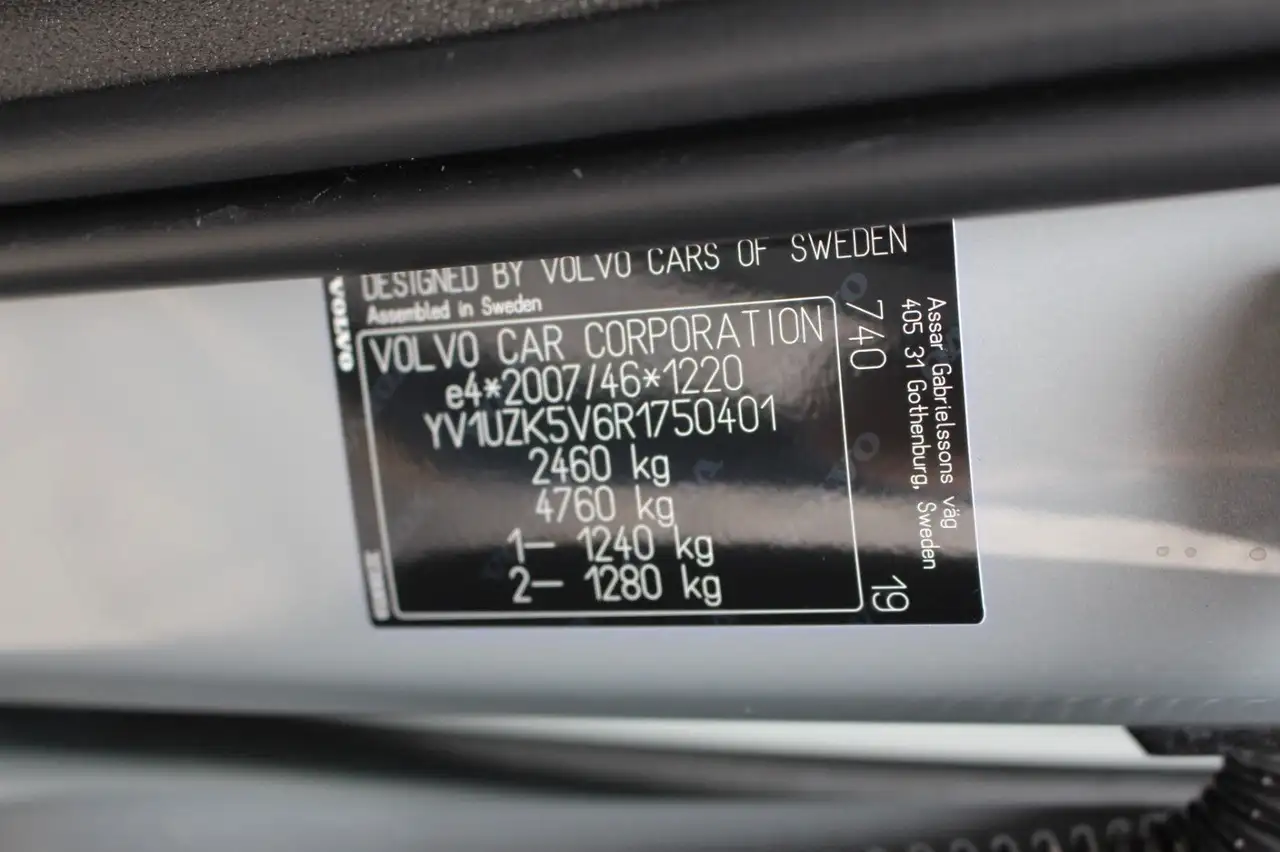 DESIGNED BY VOLVO CARS OF SWEDEN
Assembled in Sweden
VOLVO CAR CORPORATION
e4*2007/46*1220
YV1UZK5V6R1750401
2460 kg
4760 kg
1– 1240 kg
2– 1280 kg
VOLVO
740
19
Assar Gabrielssons väg
405 31 Gothenburg, Sweden